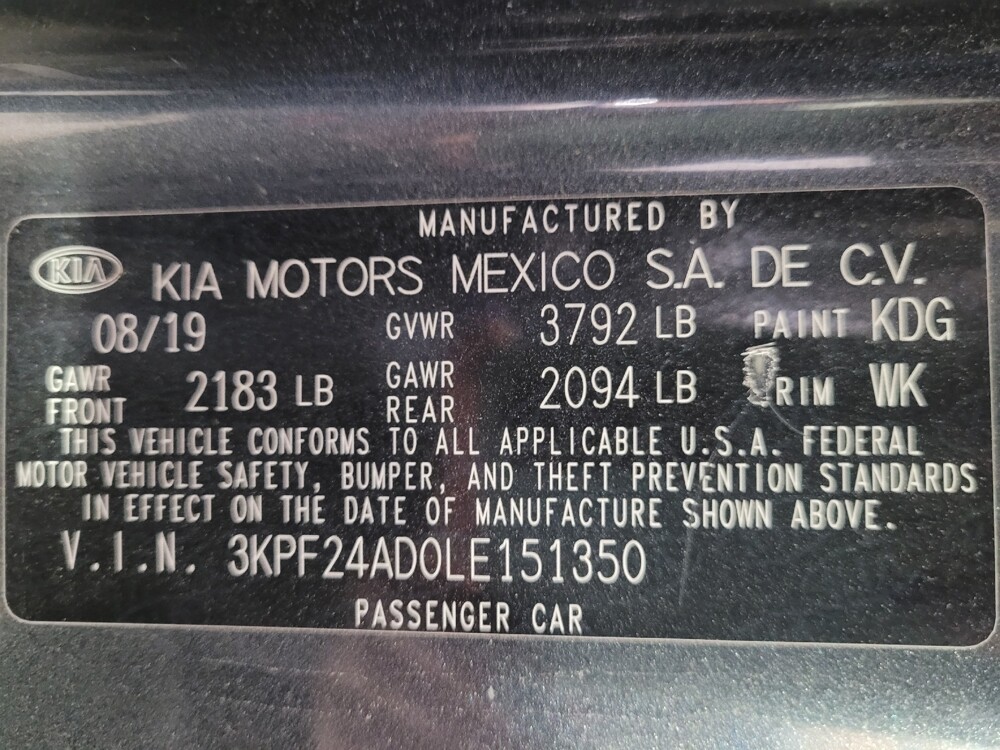 MANUFACTURED BY
KIA KIA MOTORS MEXICO S.A. DE C.V.
08/19 GVWR 3792 LB PAINT KDG
GAWR FRONT 2183 LB GAWR REAR 2094 LB RIM WK
THIS VEHICLE CONFORMS TO ALL APPLICABLE U.S.A. FEDERAL
MOTOR VEHICLE SAFETY, BUMPER, AND THEFT PREVENTION STANDARDS
IN EFFECT ON THE DATE OF MANUFACTURE SHOWN ABOVE.
V.I.N. 3KPF24AD0LE151350
PASSENGER CAR